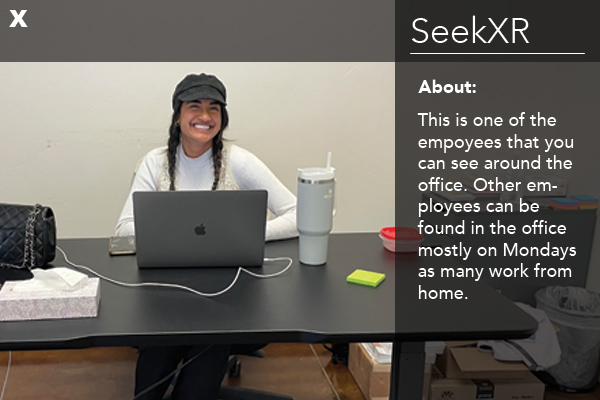 X
SeekXR
About:
This is one of the
empoyees that you
can see around the
office. Other em-
ployees can be
found in the office
mostly on Mondays
as many work from
home.